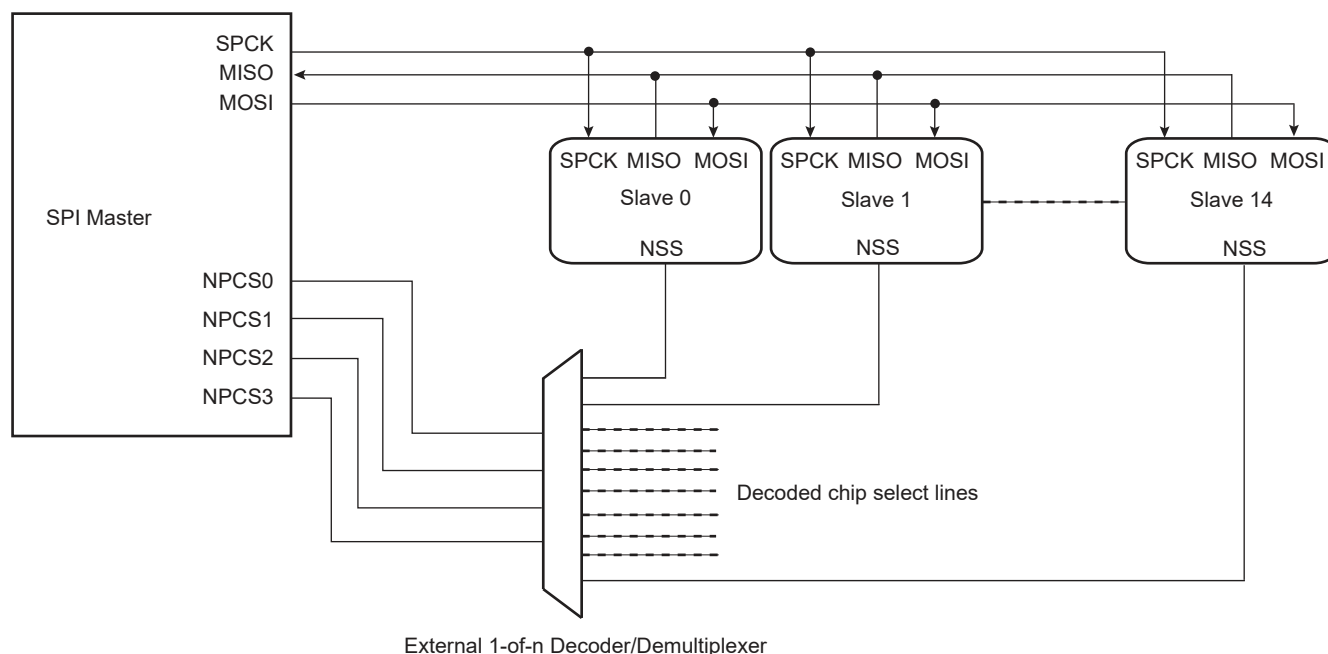 SPCK
MISO
MOSI
SPI Master
NPCS0
NPCS1
NPCS2
NPCS3
SPCK MISO MOSI
Slave 0
NSS
SPCK MISO MOSI
Slave 1
NSS
SPCK MISO MOSI
Slave 14
NSS
Decoded chip select lines
External 1-of-n Decoder/Demultiplexer